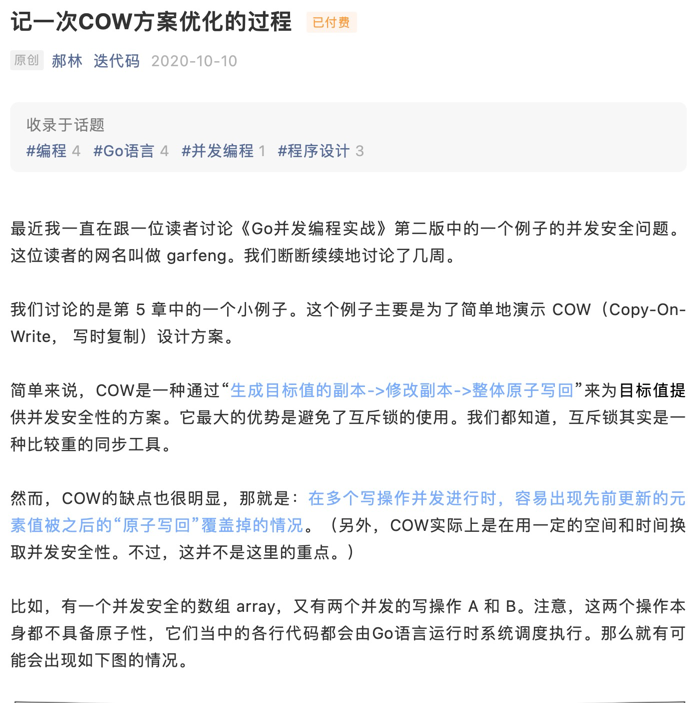 记一次COW方案优化的过程 已付费
原创 郝林 迭代码 2020-10-10
收录于话题
#编程 4 #Go语言 4 #并发编程 1 #程序设计 3
最近我一直在跟一位读者讨论《Go并发编程实战》第二版中的一个例子的并发安全问题。
这位读者的网名叫做 garfeng。我们断断续续地讨论了几周。
我们讨论的是第 5 章中的一个小例子。这个例子主要是为了简单地演示 COW（Copy-On-
Write， 写时复制）设计方案。
简单来说，COW是一种通过“生成目标值的副本->修改副本->整体原子写回”来为目标值提
供并发安全性的方案。它最大的优势是避免了互斥锁的使用。我们都知道，互斥锁其实是一
种比较重的同步工具。
然而，COW的缺点也很明显，那就是：在多个写操作并发进行时，容易出现先前更新的元
素值被之后的“原子写回”覆盖掉的情况。（另外，COW实际上是在用一定的空间和时间换
取并发安全性。不过，这并不是这里的重点。）
比如，有一个并发安全的数组 array，又有两个并发的写操作 A 和 B。注意，这两个操作本
身都不具备原子性，它们当中的各行代码都会由Go语言运行时系统调度执行。那么就有可
能会出现如下图的情况。